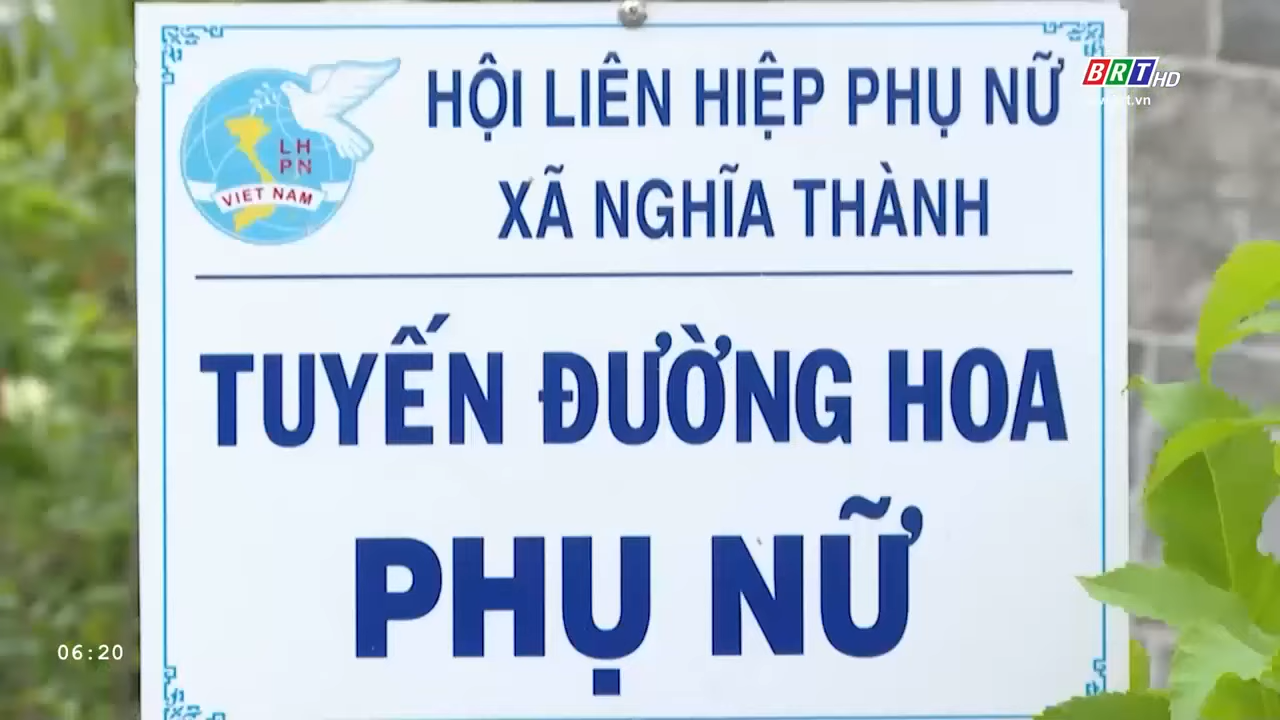 HỘI LIÊN HIỆP PHỤ NỮ
XÃ NGHĨA THÀNH
LH
PN
VIET NAM
TUYẾN ĐƯỜNG HOA
PHỤ NỮ
BRT HD
06:20